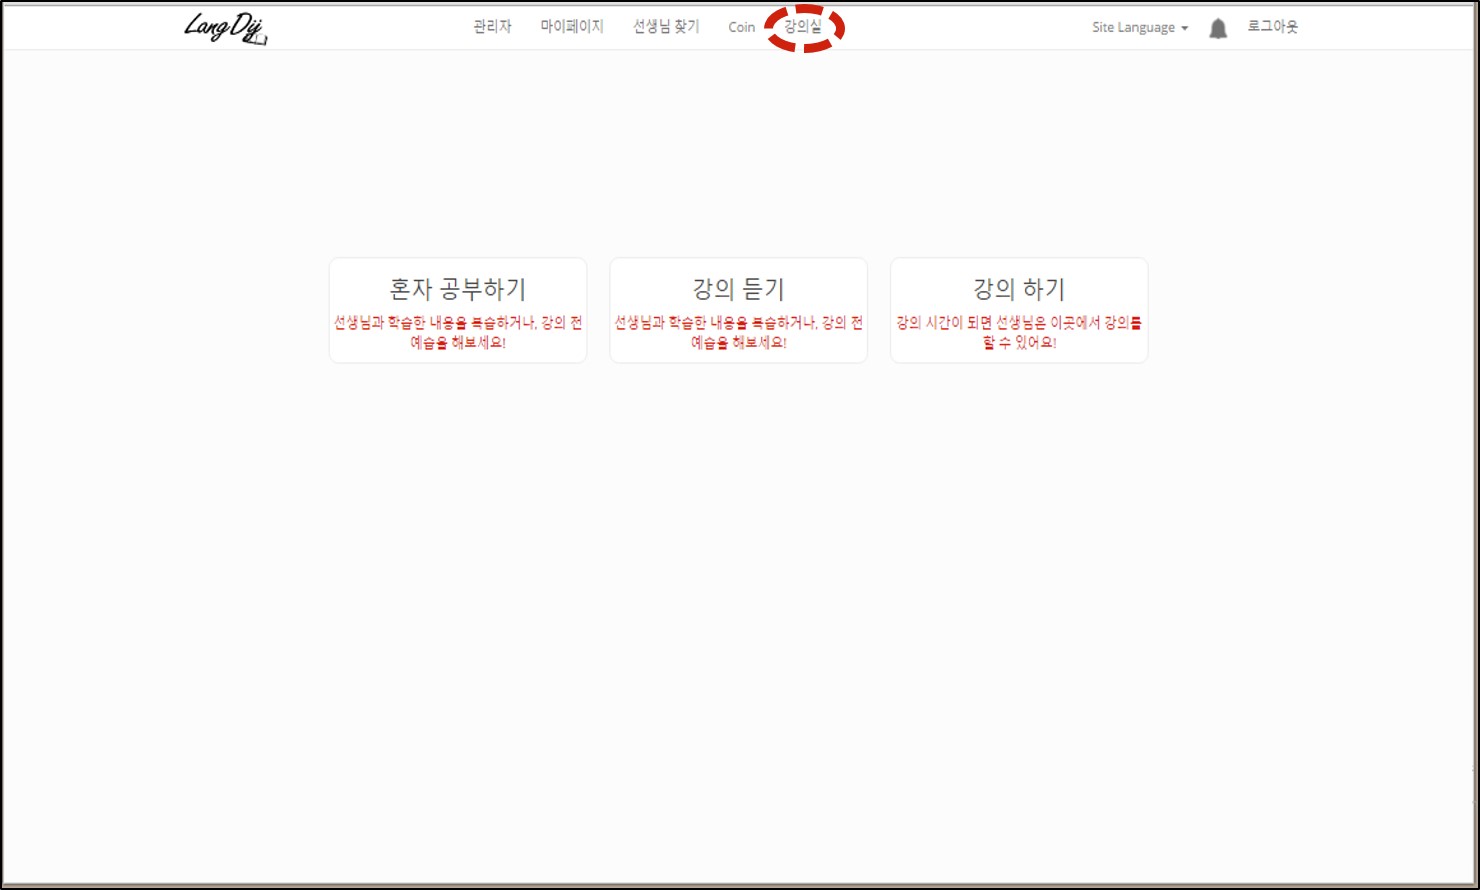 Lang Dij
관리자 마이페이지 선생님 찾기 Coin 강의실 Site Language 로그아웃
혼자 공부하기
선생님과 학습한 내용을 복습하거나, 강의 전
예습을 해보세요!
강의 듣기
선생님과 학습한 내용을 복습하거나, 강의 전
예습을 해보세요!
강의 하기
강의 시간이 되면 선생님은 이곳에서 강의를
할 수 있어요!